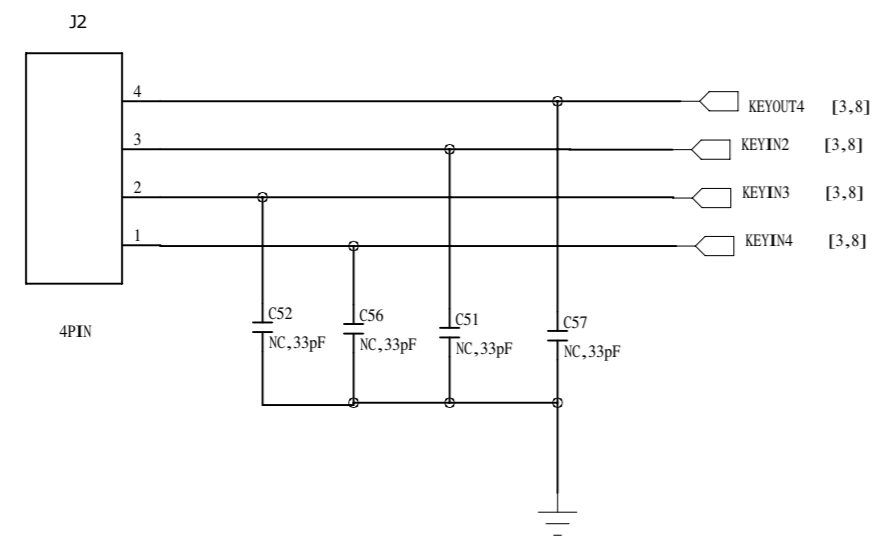 J2
4
KEYOUT4 [3,8]
3
KEYIN2 [3,8]
2
KEYIN3 [3,8]
1
KEYIN4 [3,8]
4PIN
C52
NC,33pF
C56
NC,33pF
C51
NC,33pF
C57
NC,33pF